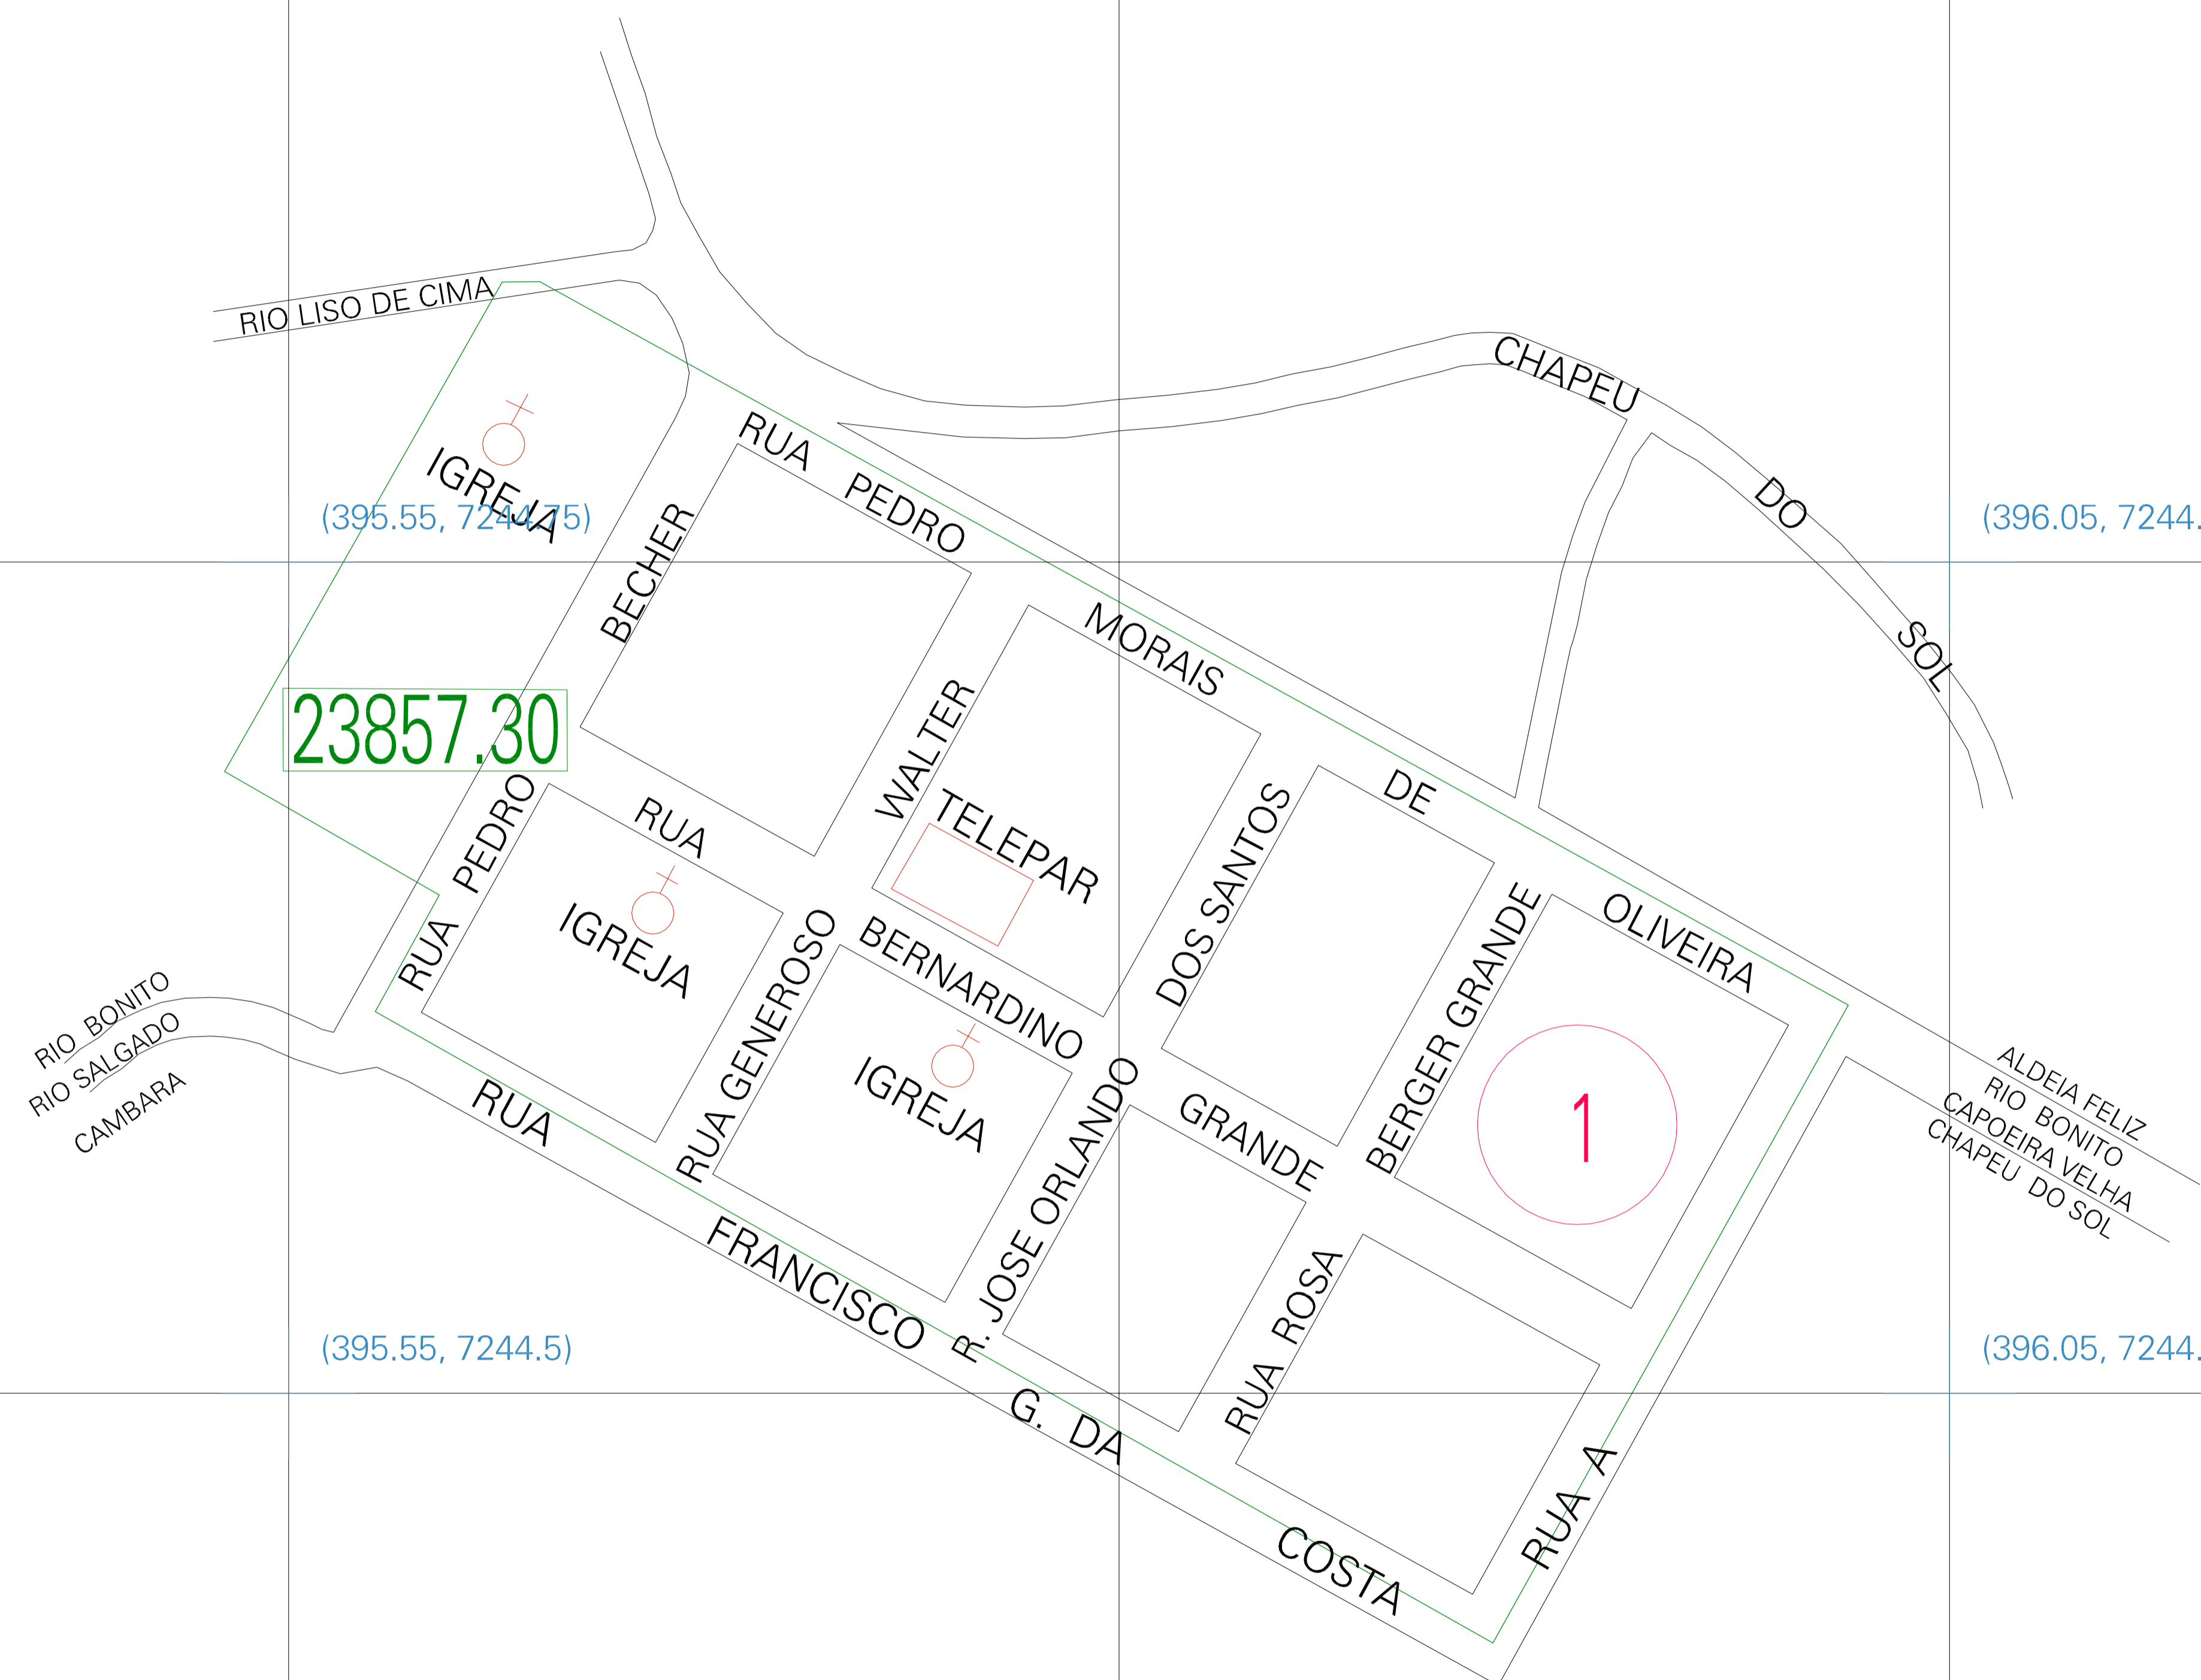 RIO LISO DE CIMA
CHAPEU DO SOL
IGREJA
(395.55, 7244.75)
(396.05, 7244.
RUA PEDRO MORAIS DE OLIVEIRA
RUA PEDRO BECHER
23857.30
RUA GENEROSO WALTER
TELEPAR
RUA BERNARDINO GRANDE
IGREJA
IGREJA
R. JOSE ORLANDO DOS SANTOS
RUA ROSA BERGER GRANDE
1
RIO BONITO
RIO SALGADO
CAMBARA
ALDEIA FELIZ
RIO BONITO
CAPOEIRA VELHA
CHAPEU DO SOL
RUA FRANCISCO G. DA COSTA
RUA A
(395.55, 7244.5)
(396.05, 7244.